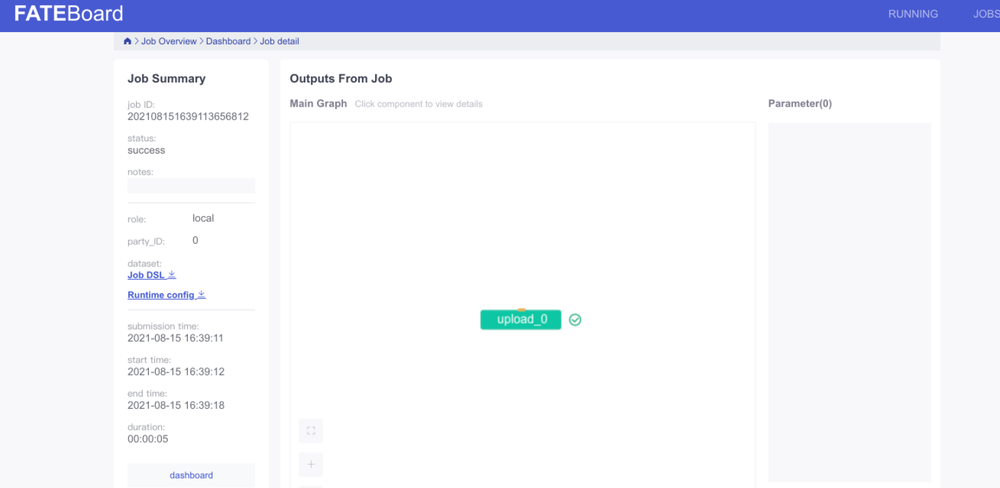 FATEBoard
RUNNING
JOBS
Job Overview > Dashboard > Job detail
Job Summary
job ID:
202108151639113656812
status:
success
notes:
role: local
party_ID: 0
dataset:
Job DSL
Runtime config
submission time:
2021-08-15 16:39:11
start time:
2021-08-15 16:39:12
end time:
2021-08-15 16:39:18
duration:
00:00:05
dashboard
Outputs From Job
Main Graph Click component to view details
upload_0
Parameter(0)